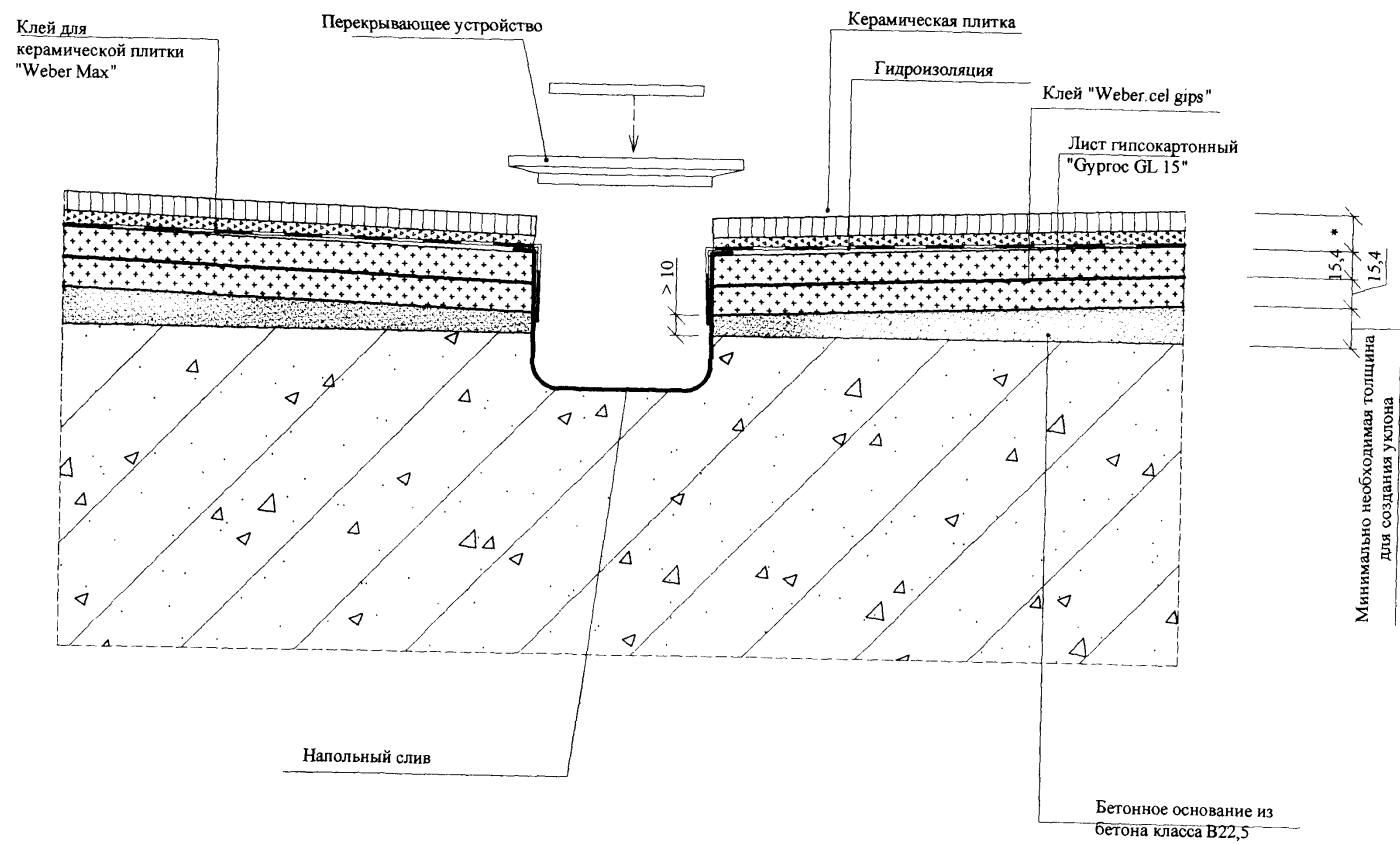 Клей для
керамической плитки
"Weber Max"
Перекрывающее устройство
Керамическая плитка
Гидроизоляция
Клей "Weber.cel gips"
Лист гипсокартонный
"Gyproc GL 15"
> 10
*
15,4
15,4
Минимально необходимая толщина
для создания уклона
Напольный слив
Бетонное основание из
бетона класса В22,5